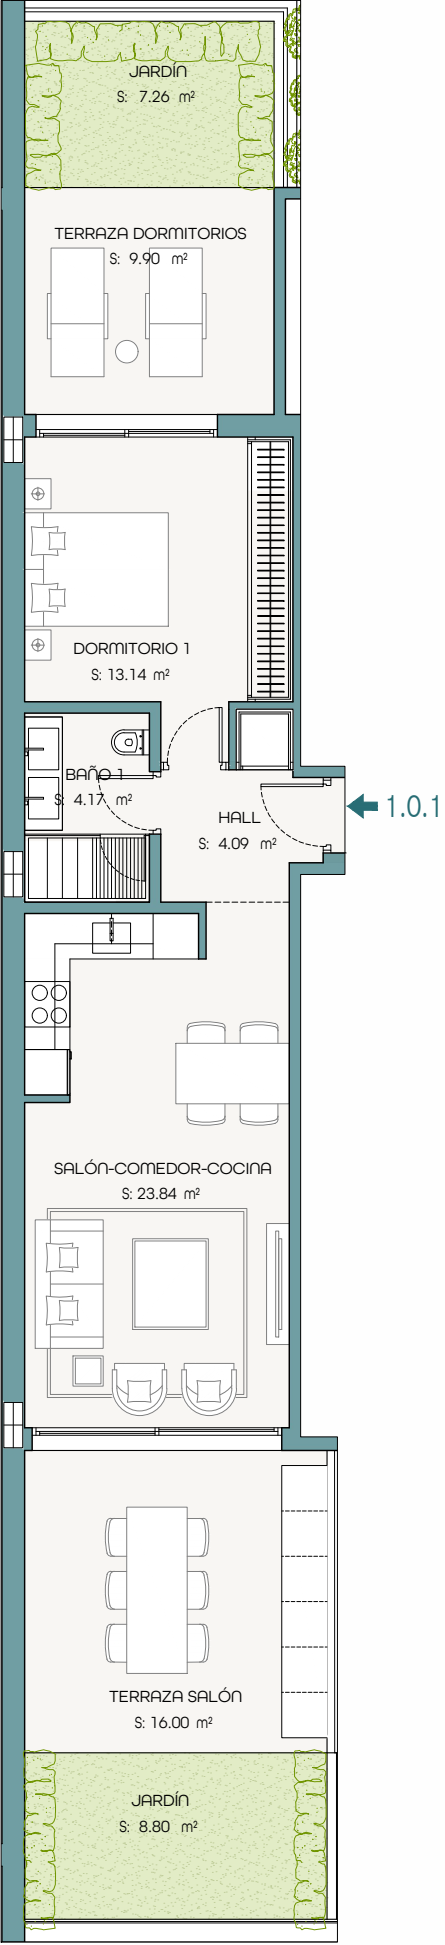 JARDÍN
S: 7.26 m²
TERRAZA DORMITORIOS
S: 9.90 m²
DORMITORIO 1
S: 13.14 m²
BAÑO 1
S: 4.17 m²
HALL
S: 4.09 m²
1.0.1
SALÓN-COMEDOR-COCINA
S: 23.84 m²
TERRAZA SALÓN
S: 16.00 m²
JARDÍN
S: 8.80 m²